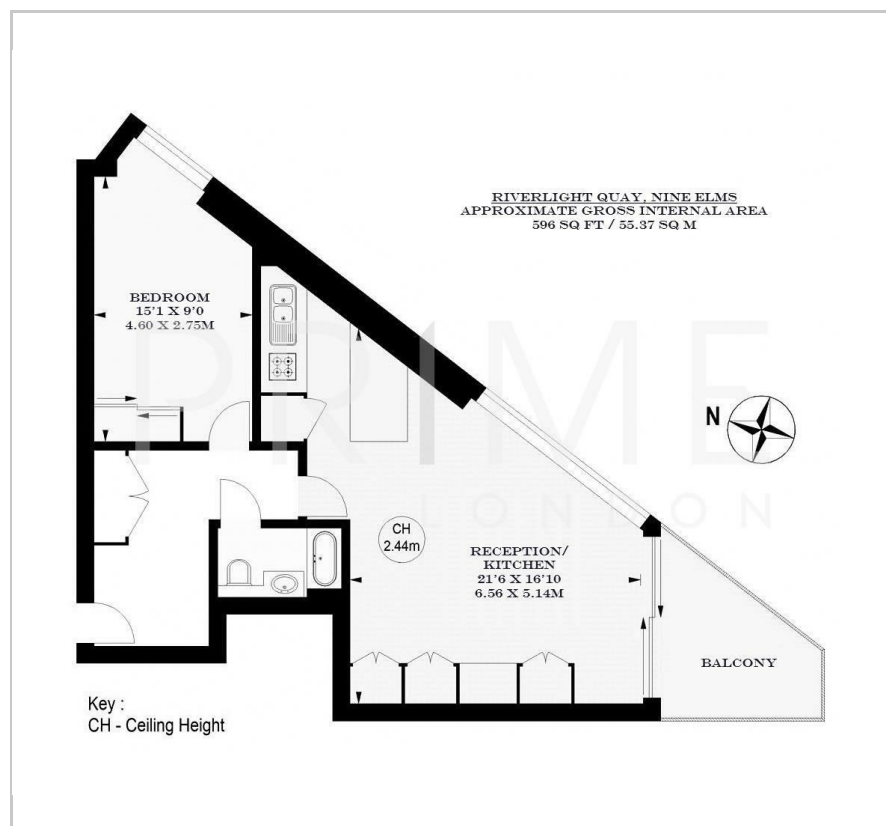 RIVERLIGHT QUAY, NINE ELMS
APPROXIMATE GROSS INTERNAL AREA
596 SQ FT / 55.37 SQ M
BEDROOM
15'1 X 9'0
4.60 X 2.75M
PRIME
LONDON
N
CH
2.44m
RECEPTION/
KITCHEN
21'6 X 16'10
6.56 X 5.14M
BALCONY
Key :
CH - Ceiling Height